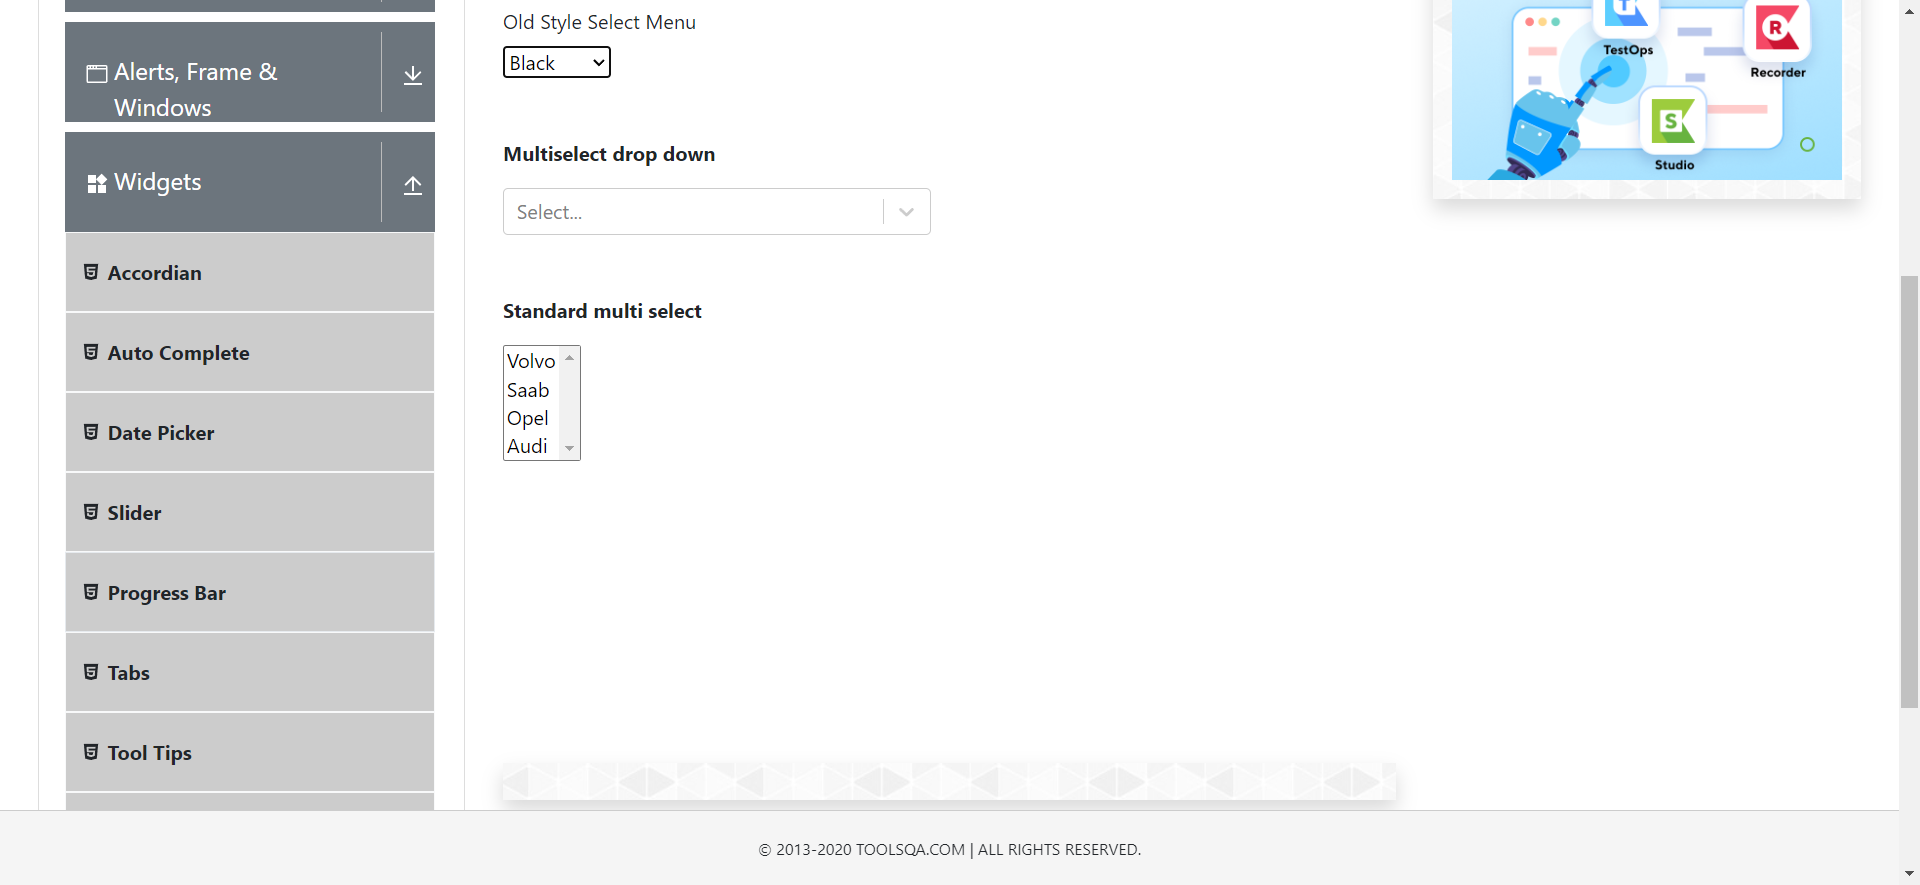 Alerts, Frame &
Windows
Widgets
Accordian
Auto Complete
Date Picker
Slider
Progress Bar
Tabs
Tool Tips
Old Style Select Menu
Black
Multiselect drop down
Select...
Standard multi select
Volvo
Saab
Opel
Audi
T
TestOps
R
Recorder
S
Studio
© 2013-2020 TOOLSQA.COM | ALL RIGHTS RESERVED.